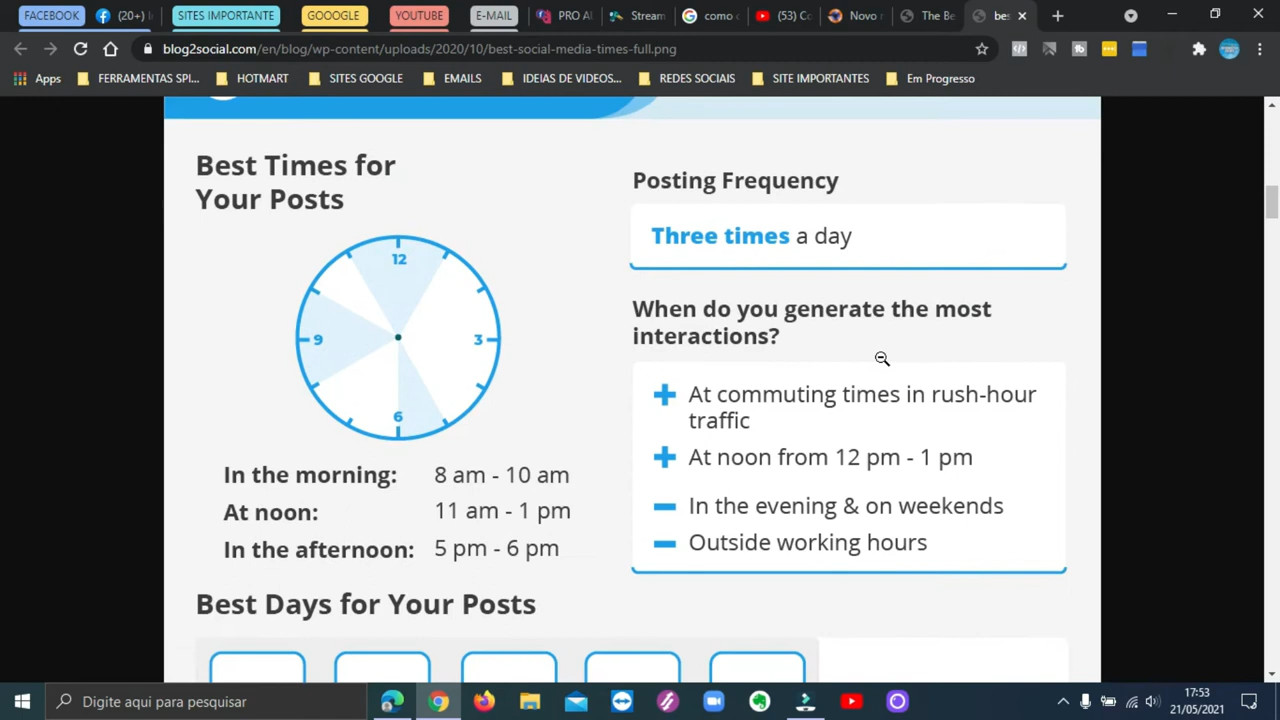 FACEBOOK
(20+)
SITES IMPORTANTE
GOOOGLE
YOUTUBE
E-MAIL
PRO
Stream
como
(53)
Novo
The Be
bes
blog2social.com/en/blog/wp-content/uploads/2020/10/best-social-media-times-full.png
Apps
FERRAMENTAS SPI...
HOTMART
SITES GOOGLE
EMAILS
IDEIAS DE VIDEOS...
REDES SOCIAIS
SITE IMPORTANTES
Em Progresso
Best Times for
Your Posts
12
9
3
6
In the morning: 8 am - 10 am
At noon: 11 am - 1 pm
In the afternoon: 5 pm - 6 pm
Posting Frequency
Three times a day
When do you generate the most
interactions?
At commuting times in rush-hour
traffic
At noon from 12 pm - 1 pm
In the evening & on weekends
Outside working hours
Best Days for Your Posts
Digite aqui para pesquisar
17:53
21/05/2021